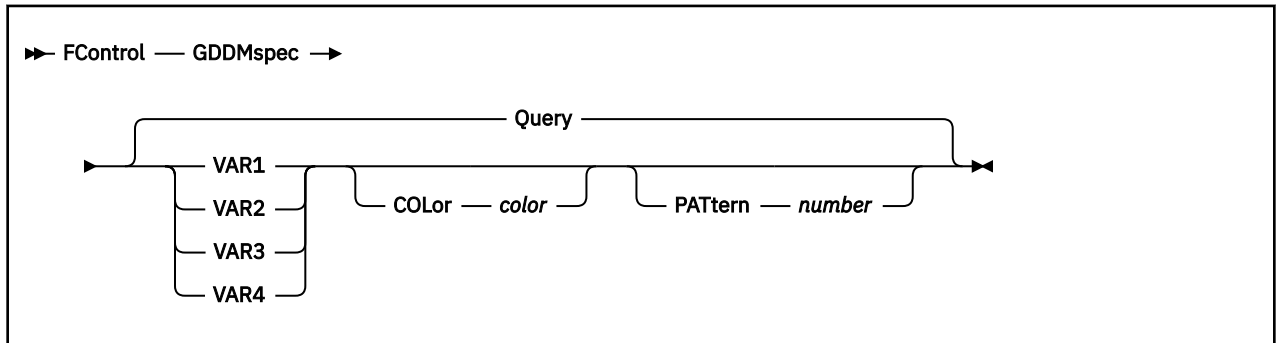 FControl GDDMspec
Query
VAR1
COLor color PATtern number
VAR2
VAR3
VAR4